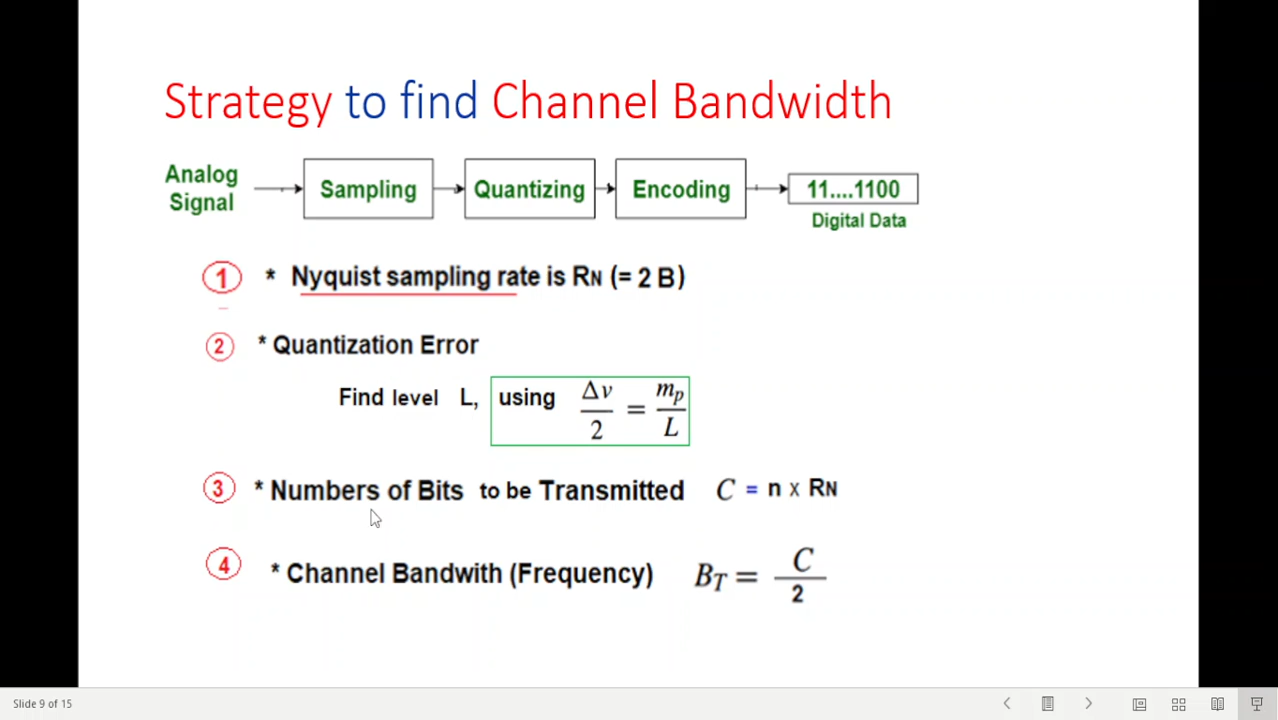 Strategy to find Channel Bandwidth
Analog
Signal
Sampling
Quantizing
Encoding
11....1100
Digital Data
1 * Nyquist sampling rate is RN (= 2 B)
2 * Quantization Error
Find level L, using Δv/2 = mp/L
3 * Numbers of Bits to be Transmitted C = n x RN
4 * Channel Bandwith (Frequency) BT = C/2
Slide 9 of 15